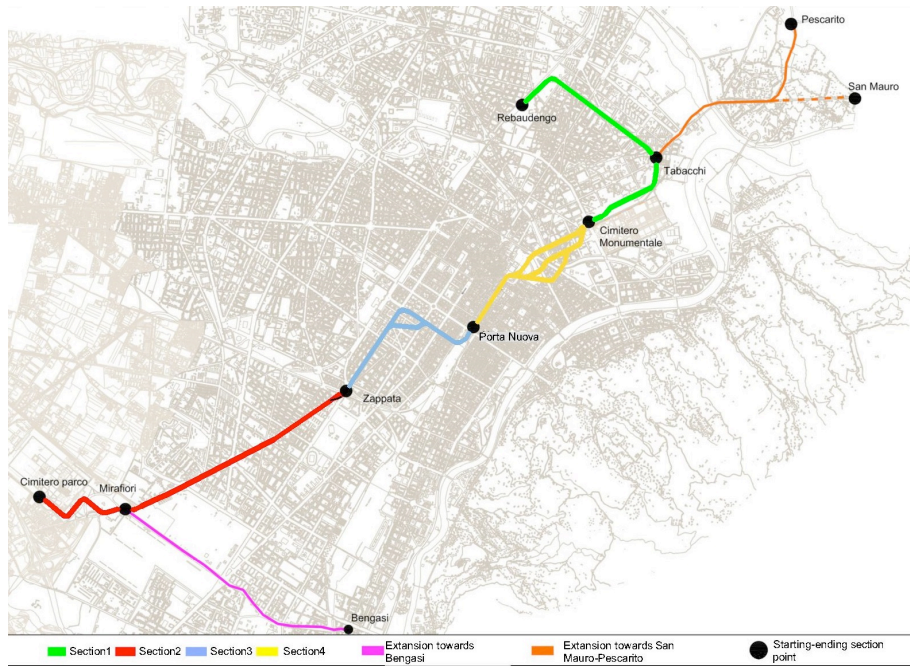 Pescarito
San Mauro
Rebaudengo
Tabacchi
Cimitero
Monumentale
Porta Nuova
Zappata
Cimitero parco
Mirafiori
Bengasi
Section1
Section2
Section3
Section4
Extansion towards
Bengasi
Extansion towards San
Mauro-Pescarito
Starting-ending section
point